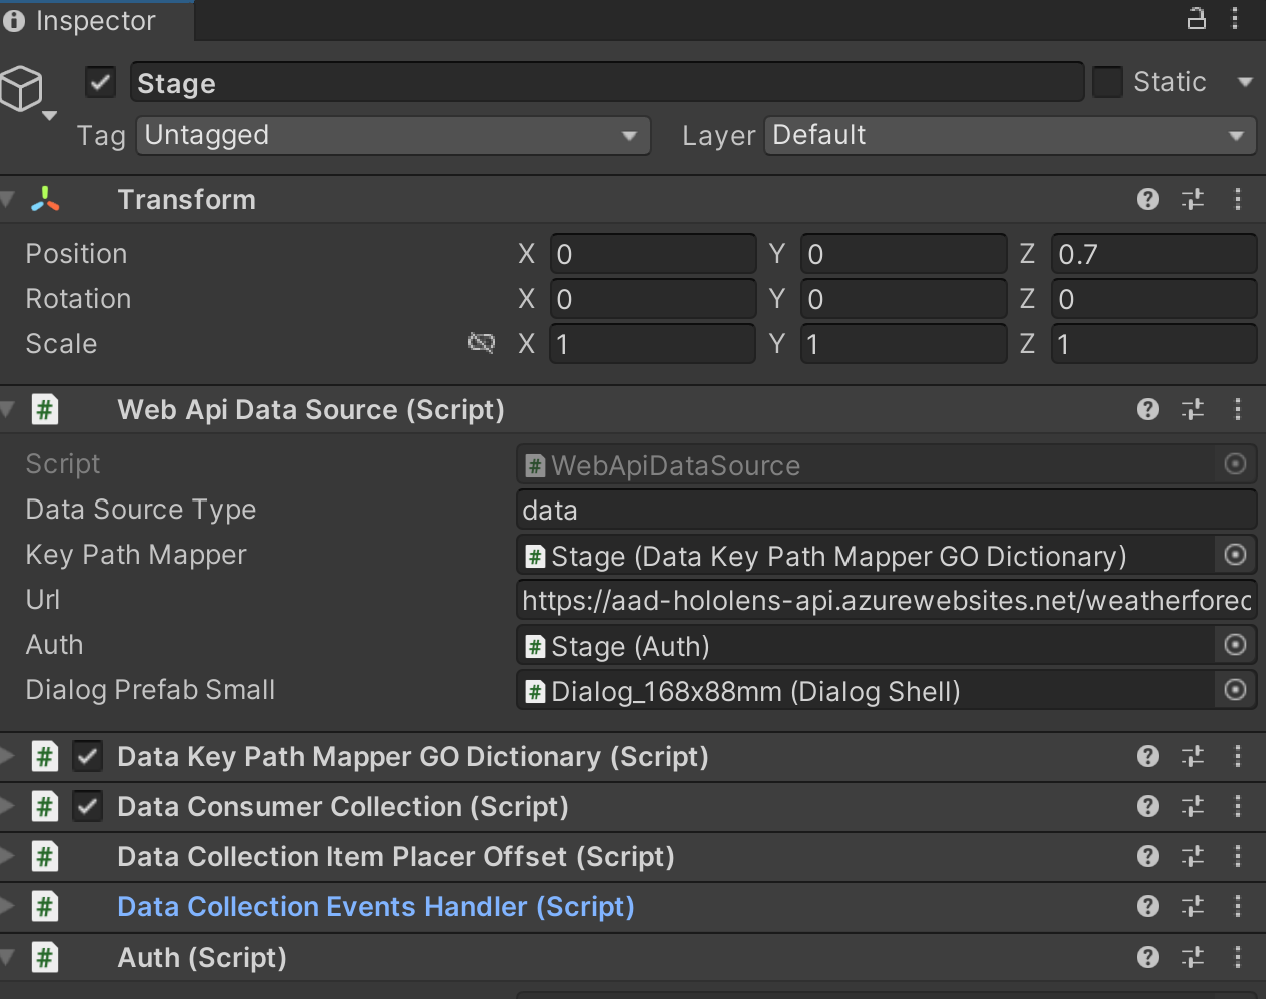 Inspector
Stage
Static
Tag Untagged Layer Default
Transform
Position X 0 Y 0 Z 0.7
Rotation X 0 Y 0 Z 0
Scale X 1 Y 1 Z 1
# Web Api Data Source (Script)
Script # WebApiDataSource
Data Source Type data
Key Path Mapper # Stage (Data Key Path Mapper GO Dictionary)
Url https://aad-hololens-api.azurewebsites.net/weatherforec
Auth # Stage (Auth)
Dialog Prefab Small # Dialog_168x88mm (Dialog Shell)
# Data Key Path Mapper GO Dictionary (Script)
# Data Consumer Collection (Script)
# Data Collection Item Placer Offset (Script)
# Data Collection Events Handler (Script)
# Auth (Script)